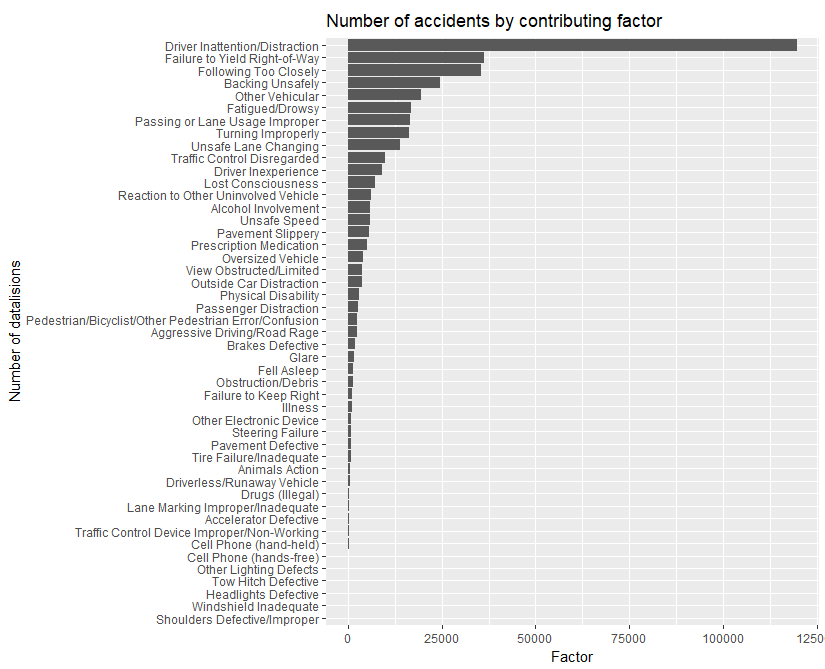 Number of accidents by contributing factor
Driver Inattention/Distraction
Failure to Yield Right-of-Way
Following Too Closely
Backing Unsafely
Other Vehicular
Fatigued/Drowsy
Passing or Lane Usage Improper
Turning Improperly
Unsafe Lane Changing
Traffic Control Disregarded
Driver Inexperience
Lost Consciousness
Reaction to Other Uninvolved Vehicle
Alcohol Involvement
Unsafe Speed
Pavement Slippery
Prescription Medication
Oversized Vehicle
View Obstructed/Limited
Outside Car Distraction
Physical Disability
Passenger Distraction
Pedestrian/Bicyclist/Other Pedestrian Error/Confusion
Aggressive Driving/Road Rage
Brakes Defective
Glare
Fell Asleep
Obstruction/Debris
Failure to Keep Right
Illness
Other Electronic Device
Steering Failure
Pavement Defective
Tire Failure/Inadequate
Animals Action
Driverless/Runaway Vehicle
Drugs (Illegal)
Lane Marking Improper/Inadequate
Accelerator Defective
Traffic Control Device Improper/Non-Working
Cell Phone (hand-held)
Cell Phone (hands-free)
Other Lighting Defects
Tow Hitch Defective
Headlights Defective
Windshield Inadequate
Shoulders Defective/Improper
Number of datalisions
0 25000 50000 75000 100000 1250
Factor